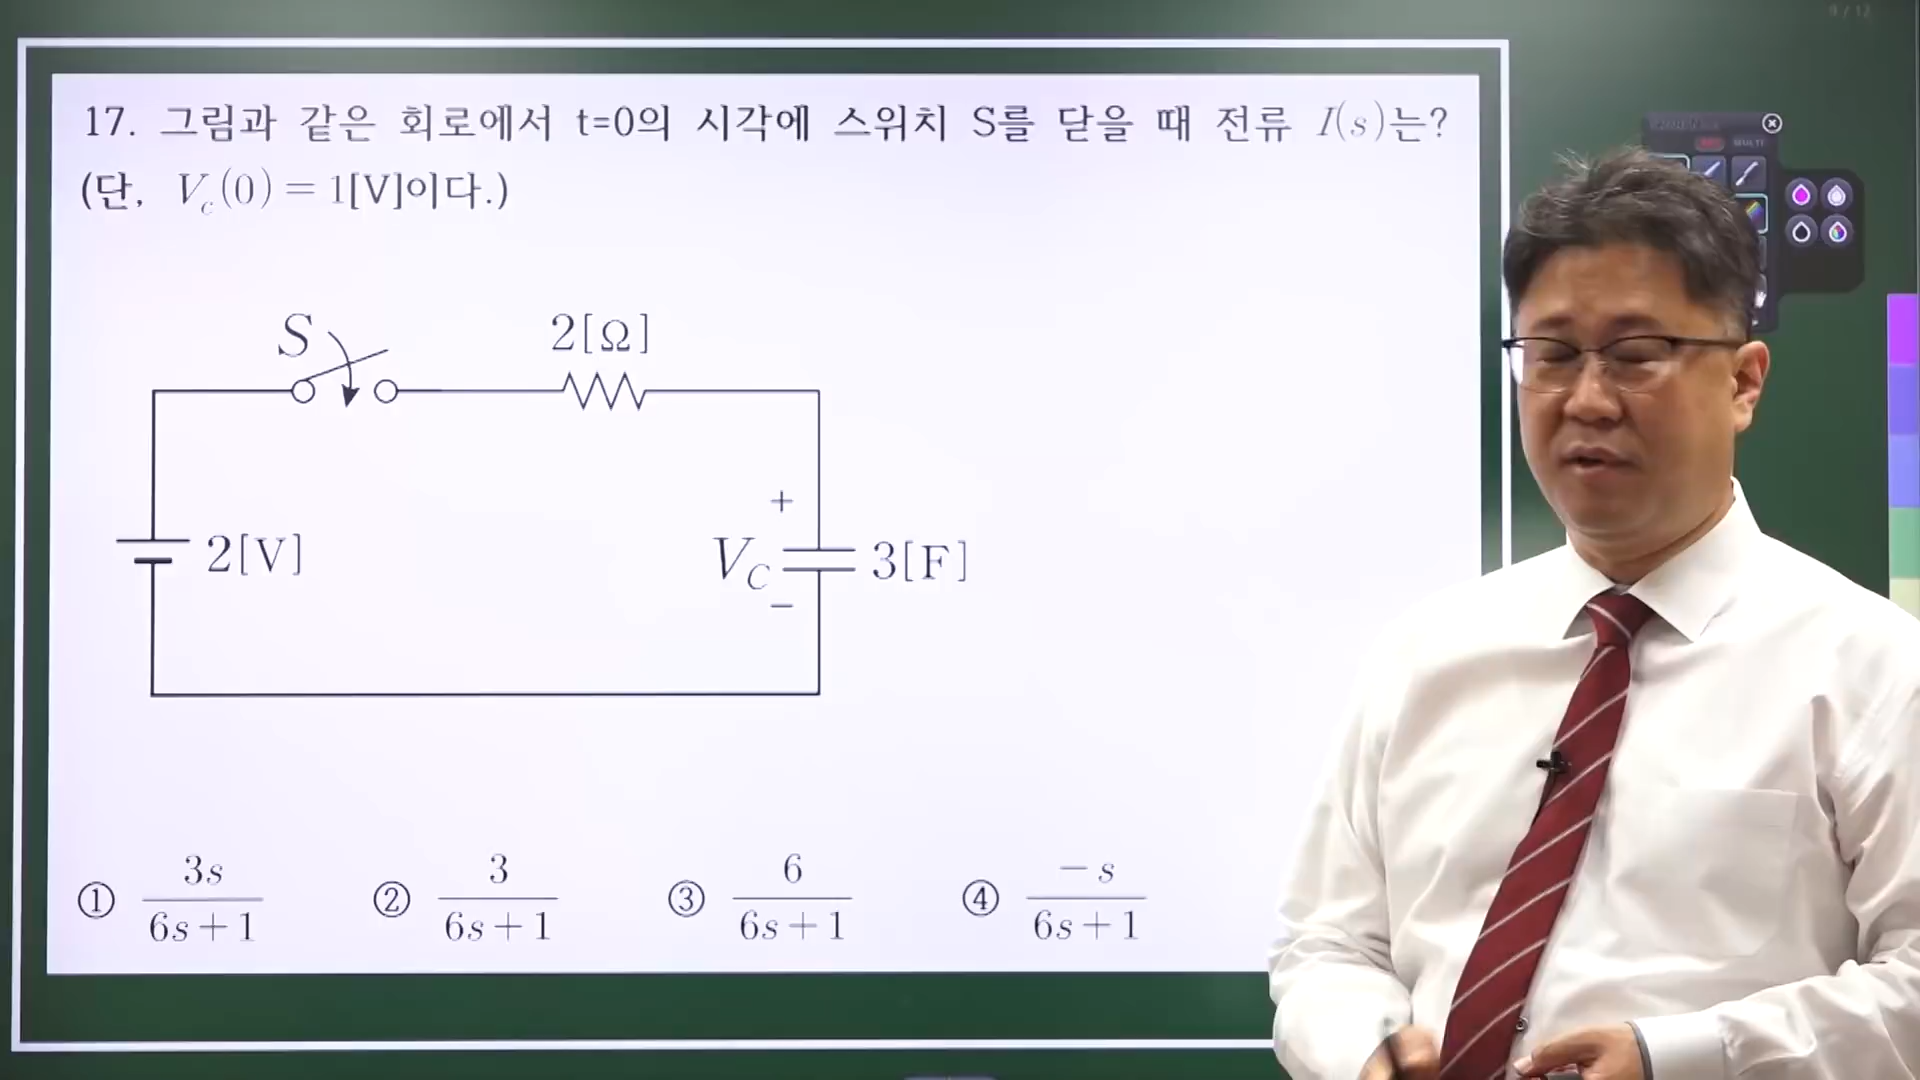 17. 그림과 같은 회로에서 t=0의 시각에 스위치 S를 닫을 때 전류 I(s)는?
(단, V_c(0) = 1[V]이다.)
S
2[Ω]
+
2[V]
V_C
3[F]
−
① 3s/(6s+1) ② 3/(6s+1) ③ 6/(6s+1) ④ −s/(6s+1)
MULTI